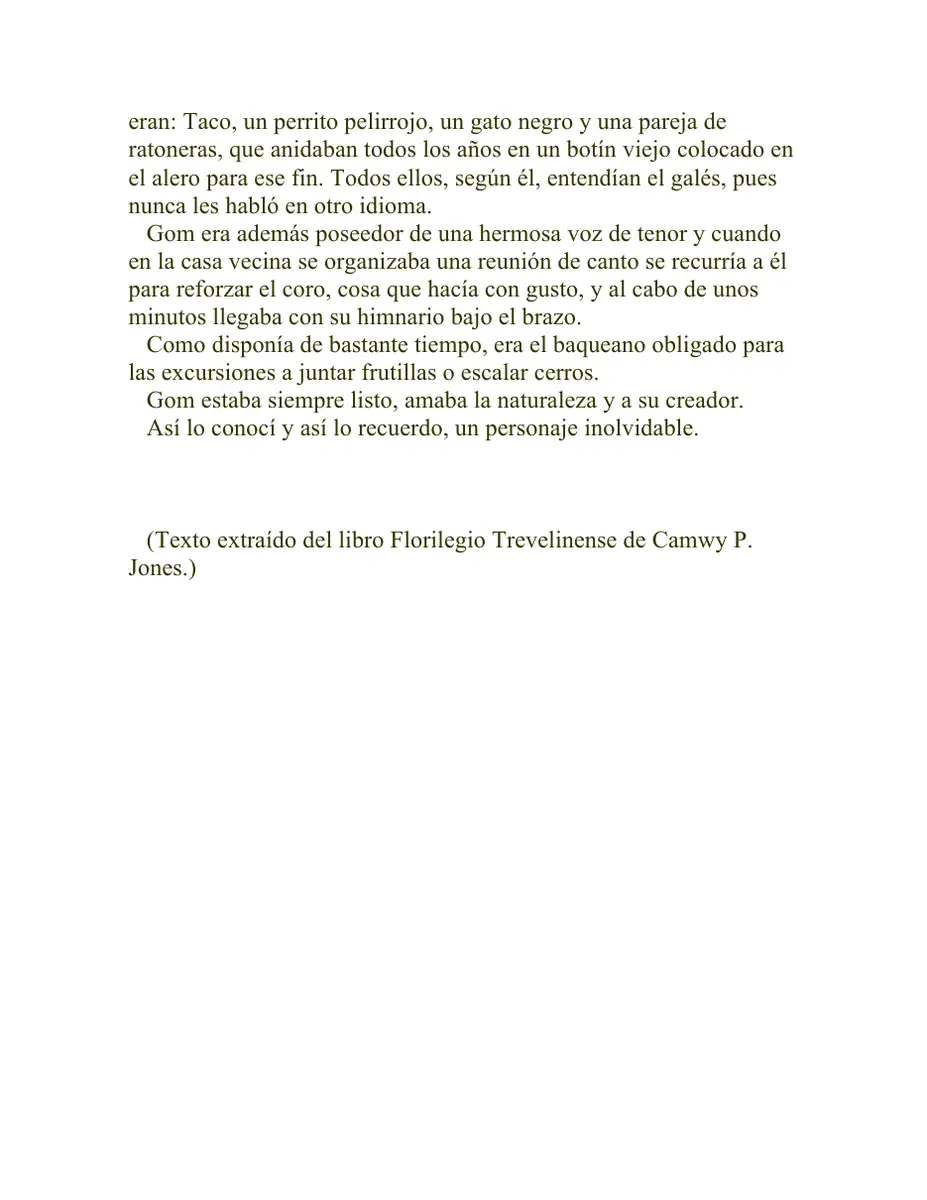 eran: Taco, un perrito pelirrojo, un gato negro y una pareja de
ratoneras, que anidaban todos los años en un botín viejo colocado en
el alero para ese fin. Todos ellos, según él, entendían el galés, pues
nunca les habló en otro idioma.
Gom era además poseedor de una hermosa voz de tenor y cuando
en la casa vecina se organizaba una reunión de canto se recurría a él
para reforzar el coro, cosa que hacía con gusto, y al cabo de unos
minutos llegaba con su himnario bajo el brazo.
Como disponía de bastante tiempo, era el baqueano obligado para
las excursiones a juntar frutillas o escalar cerros.
Gom estaba siempre listo, amaba la naturaleza y a su creador.
Así lo conocí y así lo recuerdo, un personaje inolvidable.
(Texto extraído del libro Florilegio Trevelinense de Camwy P.
Jones.)